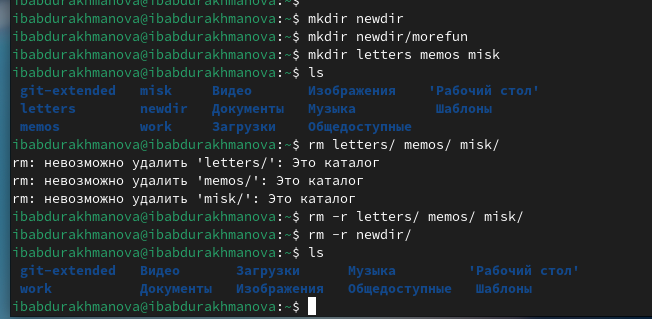 ibabdurakhmanova@ibabdurakhmanova:~$
ibabdurakhmanova@ibabdurakhmanova:~$ mkdir newdir
ibabdurakhmanova@ibabdurakhmanova:~$ mkdir newdir/morefun
ibabdurakhmanova@ibabdurakhmanova:~$ mkdir letters memos misk
ibabdurakhmanova@ibabdurakhmanova:~$ ls
git-extended misk Видео Изображения 'Рабочий стол'
letters newdir Документы Музыка Шаблоны
memos work Загрузки Общедоступные
ibabdurakhmanova@ibabdurakhmanova:~$ rm letters/ memos/ misk/
rm: невозможно удалить 'letters/': Это каталог
rm: невозможно удалить 'memos/': Это каталог
rm: невозможно удалить 'misk/': Это каталог
ibabdurakhmanova@ibabdurakhmanova:~$ rm -r letters/ memos/ misk/
ibabdurakhmanova@ibabdurakhmanova:~$ rm -r newdir/
ibabdurakhmanova@ibabdurakhmanova:~$ ls
git-extended Видео Загрузки Музыка 'Рабочий стол'
work Документы Изображения Общедоступные Шаблоны
ibabdurakhmanova@ibabdurakhmanova:~$